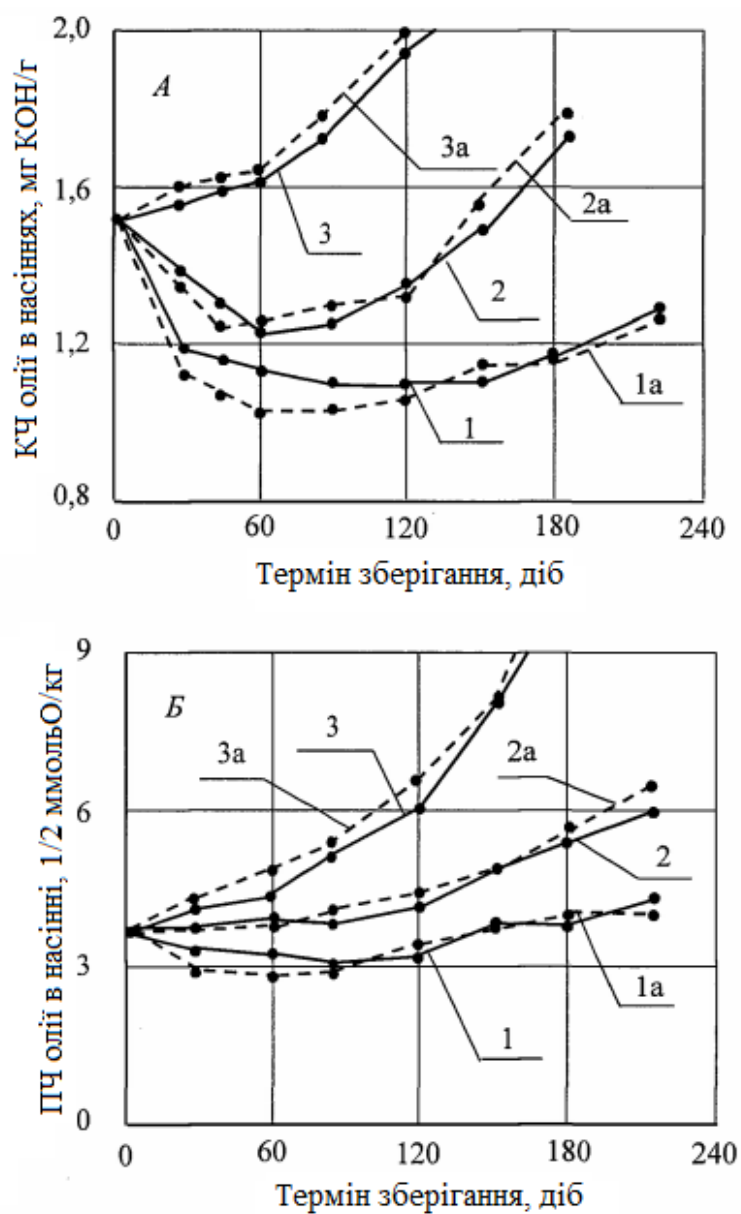 КЧ олії в насіннях, мг КОН/г
2,0
1,6
1,2
0,8
А
3а
3
2а
2
1а
1
0
60
120
180
240
Термін зберігання, діб
ПЧ олії в насінні, 1/2 ммольО/кг
9
6
3
0
Б
3
3а
2а
2
1а
1
0
60
120
180
240
Термін зберігання, діб